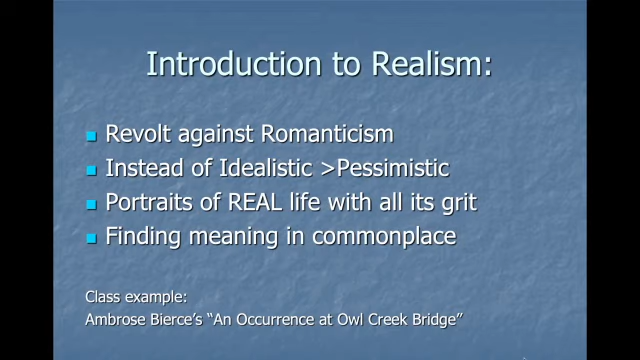 Introduction to Realism:
Revolt against Romanticism
Instead of Idealistic >Pessimistic
Portraits of REAL life with all its grit
Finding meaning in commonplace
Class example:
Ambrose Bierce's “An Occurrence at Owl Creek Bridge”